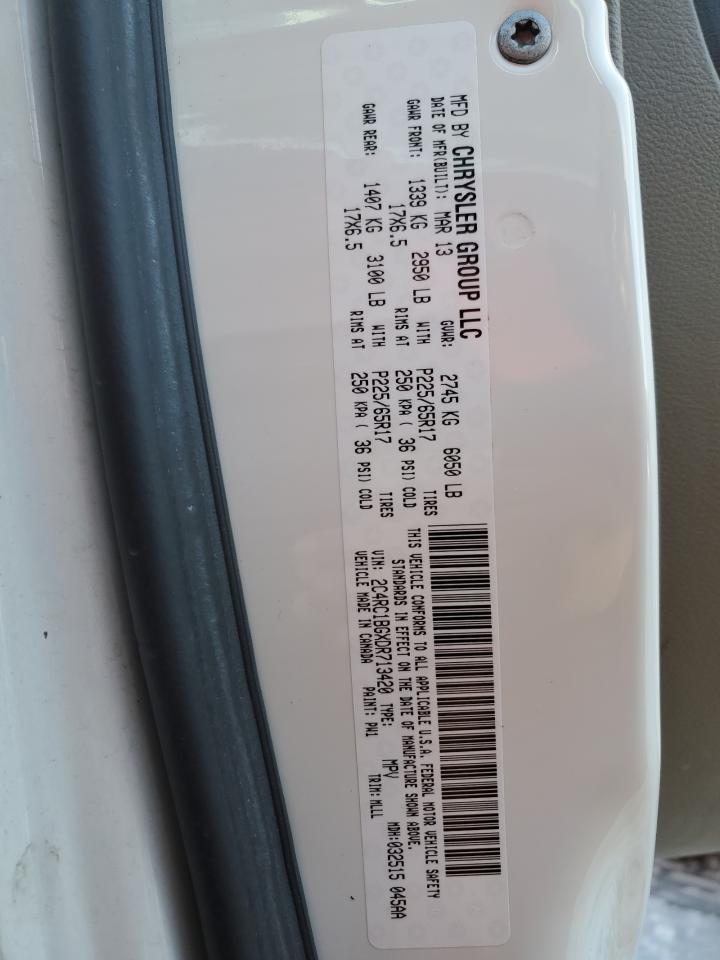 MFD BY CHRYSLER GROUP LLC
DATE OF MFR(BUILT): MAR 13 GVWR: 2745 KG 6050 LB
GAWR FRONT: 1339 KG 2950 LB WITH P225/65R17 TIRES
17X6.5 RIMS AT 250 KPA ( 36 PSI) COLD
GAWR REAR: 1407 KG 3100 LB WITH P225/65R17 TIRES
17X6.5 RIMS AT 250 KPA ( 36 PSI) COLD
THIS VEHICLE CONFORMS TO ALL APPLICABLE U.S.A. FEDERAL MOTOR VEHICLE SAFETY
STANDARDS IN EFFECT ON THE DATE OF MANUFACTURE SHOWN ABOVE.
VIN: 2C4RC1BGXDR713420 TYPE: MPV MDH:032515 045AA
VEHICLE MADE IN CANADA PAINT: PW1 TRIM:MLLL